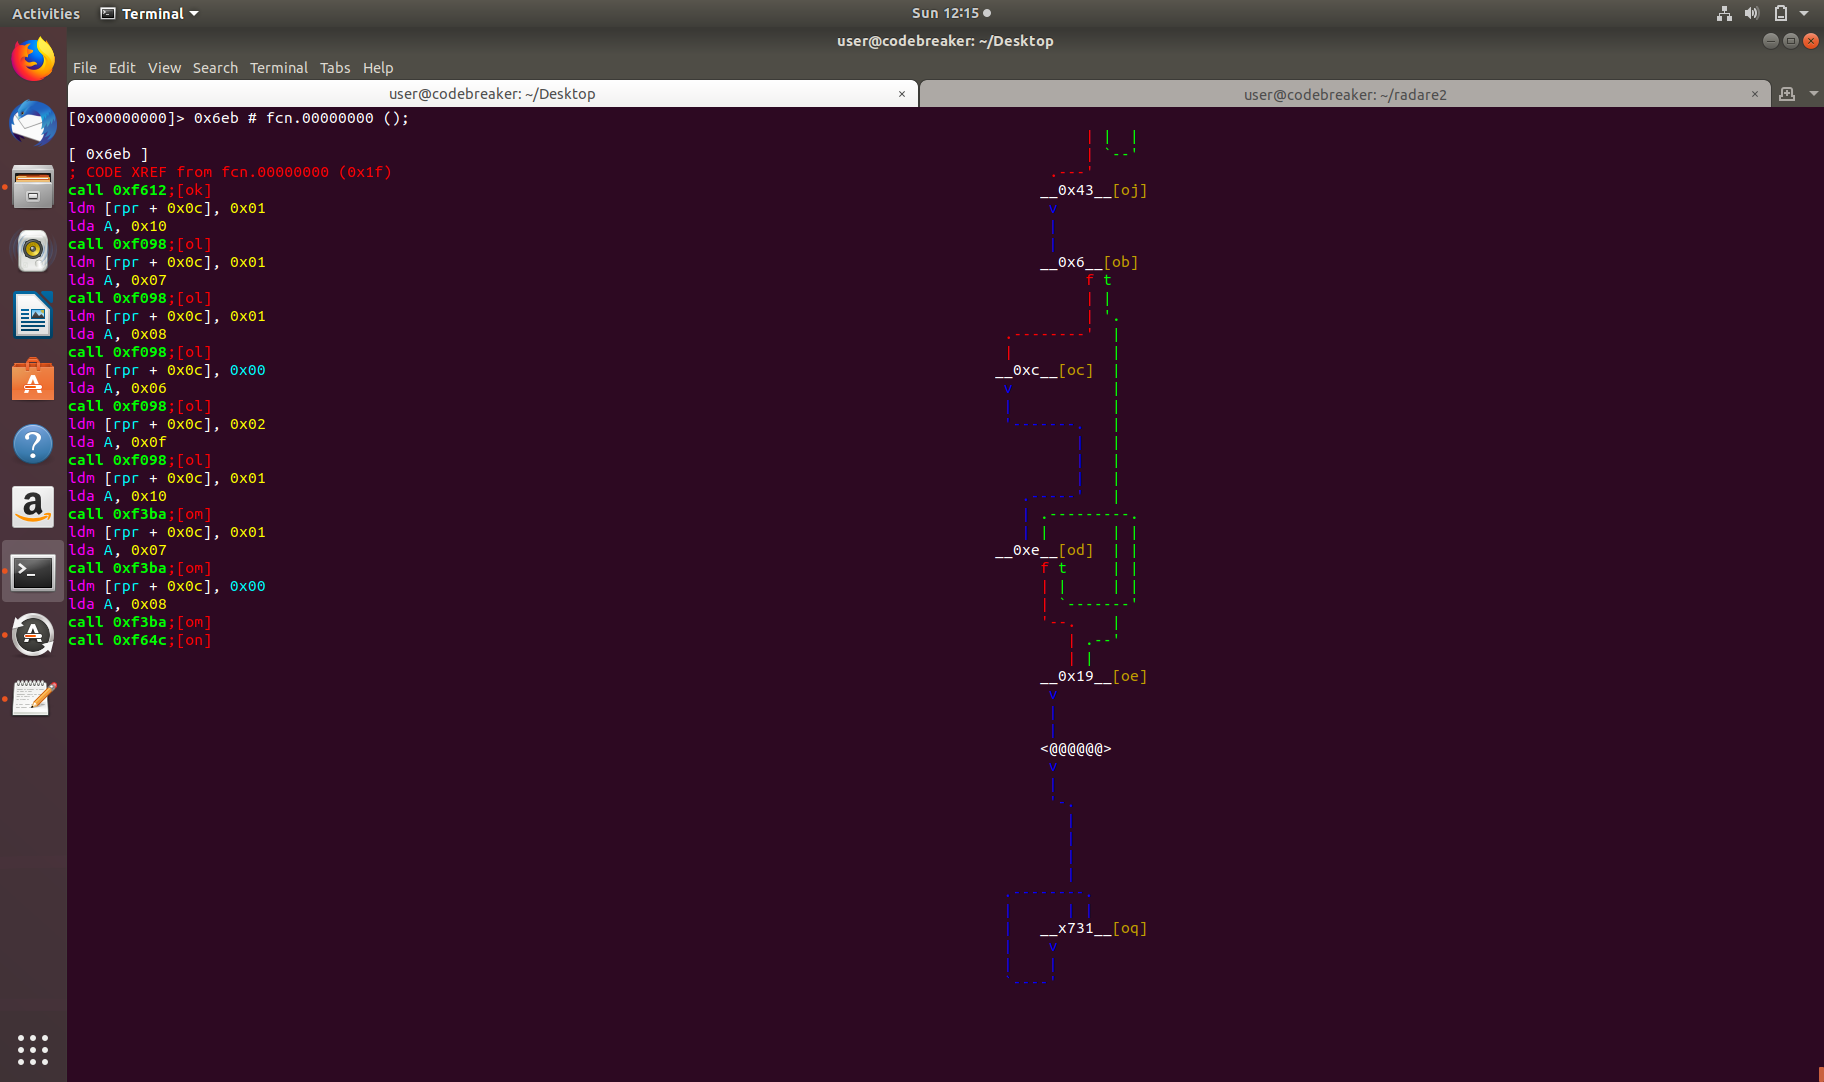 Activities Terminal Sun 12:15
user@codebreaker: ~/Desktop
File Edit View Search Terminal Tabs Help
user@codebreaker: ~/Desktop × user@codebreaker: ~/radare2 ×
[0x00000000]> 0x6eb # fcn.00000000 ();
[ 0x6eb ]
; CODE XREF from fcn.00000000 (0x1f)
call 0xf612;[ok] __0x43__[oj]
ldm [rpr + 0x0c], 0x01 v
lda A, 0x10
call 0xf098;[ol]
ldm [rpr + 0x0c], 0x01 __0x6__[ob]
lda A, 0x07 f t
call 0xf098;[ol]
ldm [rpr + 0x0c], 0x01
lda A, 0x08
call 0xf098;[ol]
ldm [rpr + 0x0c], 0x00 __0xc__[oc]
lda A, 0x06 v
call 0xf098;[ol]
ldm [rpr + 0x0c], 0x02
lda A, 0x0f
call 0xf098;[ol]
ldm [rpr + 0x0c], 0x01
lda A, 0x10
call 0xf3ba;[om]
ldm [rpr + 0x0c], 0x01
lda A, 0x07 __0xe__[od]
call 0xf3ba;[om] f t
ldm [rpr + 0x0c], 0x00
lda A, 0x08
call 0xf3ba;[om]
call 0xf64c;[on]
__0x19__[oe]
v
<@@@@@@>
v
__x731__[oq]
v